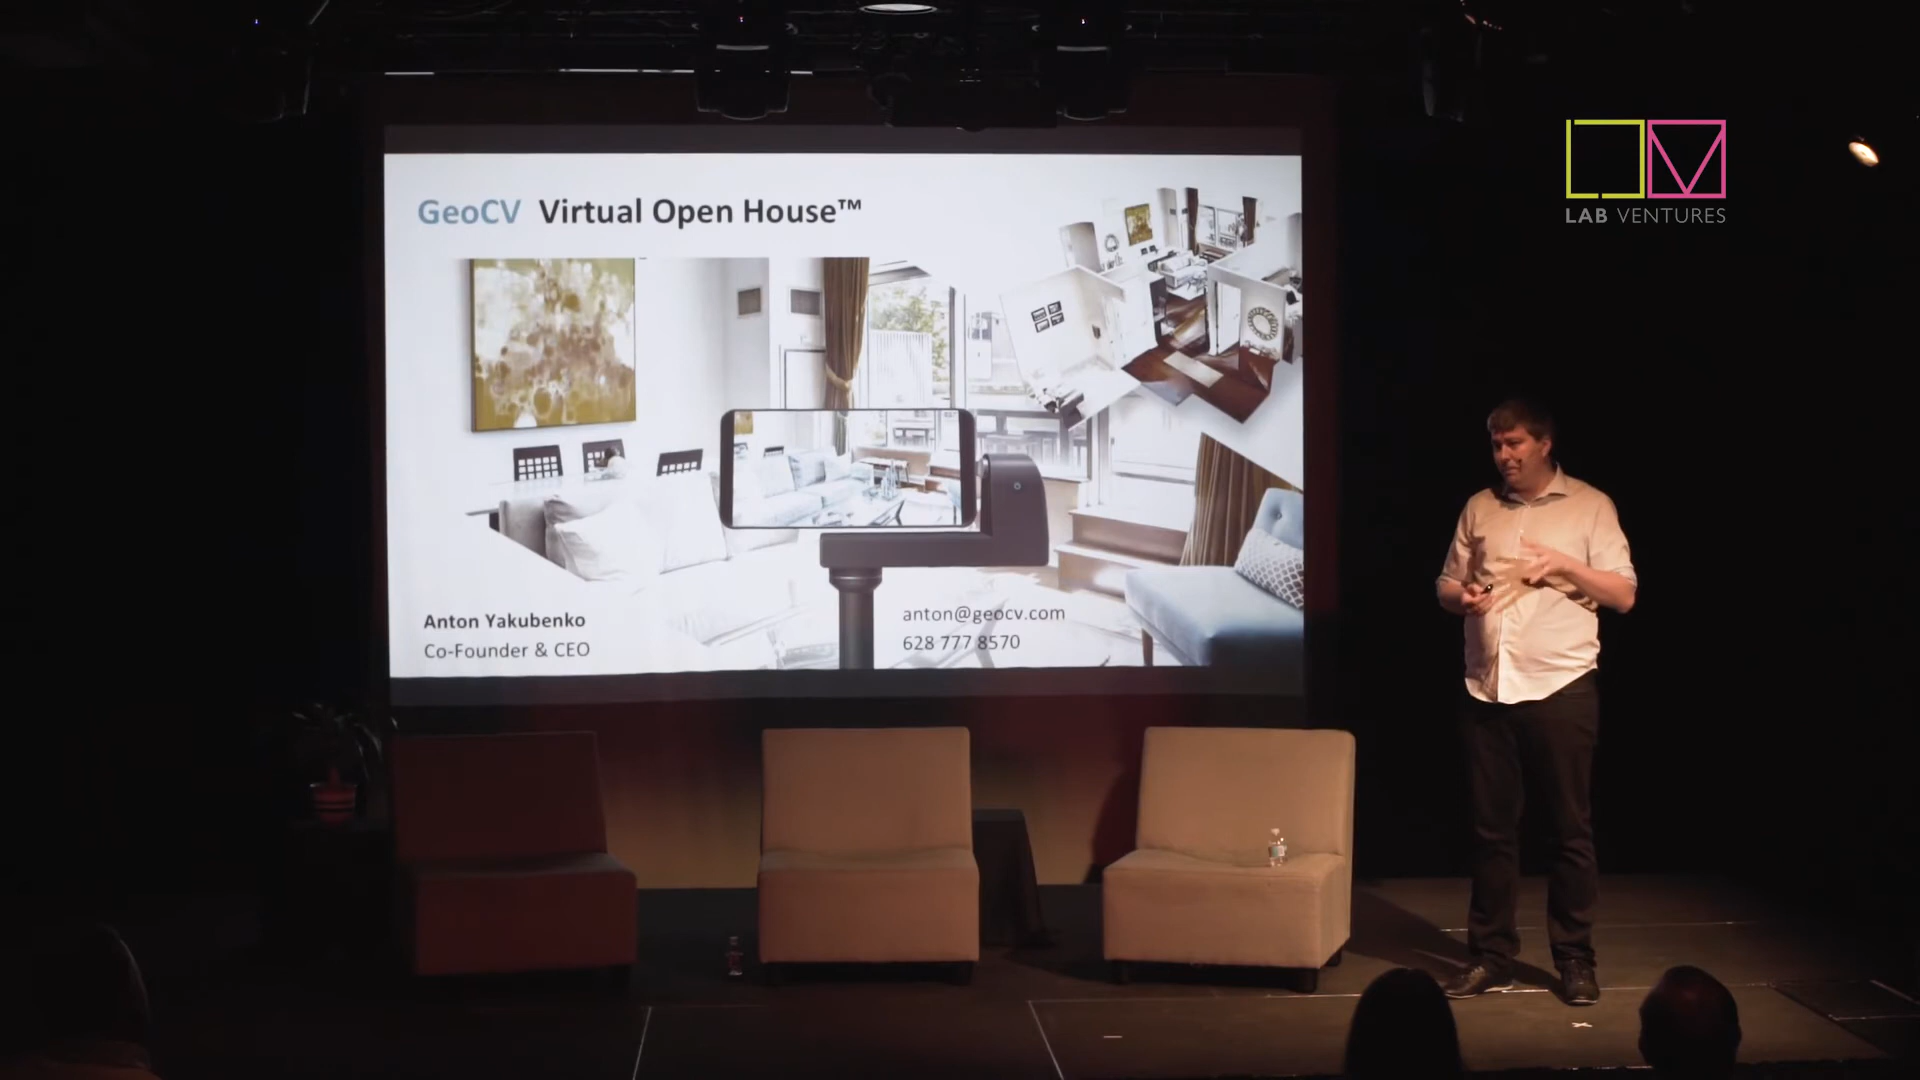 GeoCV Virtual Open House™
Anton Yakubenko
Co-Founder & CEO
anton@geocv.com
628 777 8570
LAB VENTURES